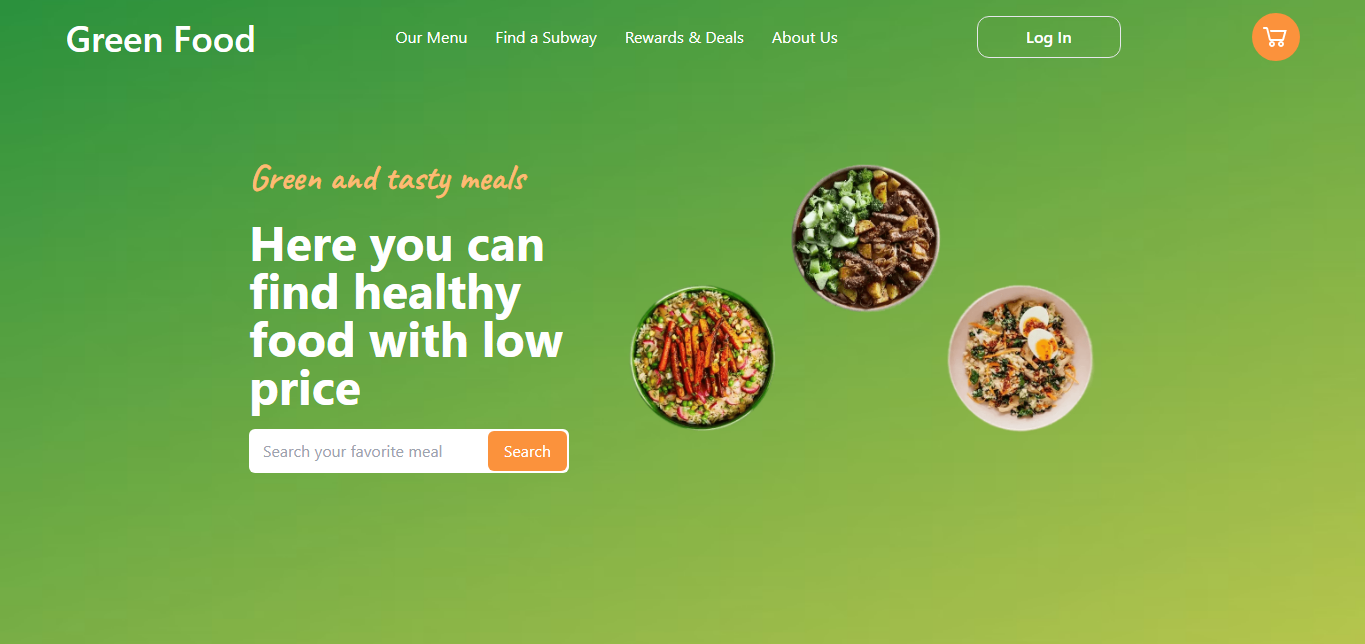 Green Food
Our Menu
Find a Subway
Rewards & Deals
About Us
Log In
Green and tasty meals
Here you can
find healthy
food with low
price
Search your favorite meal
Search